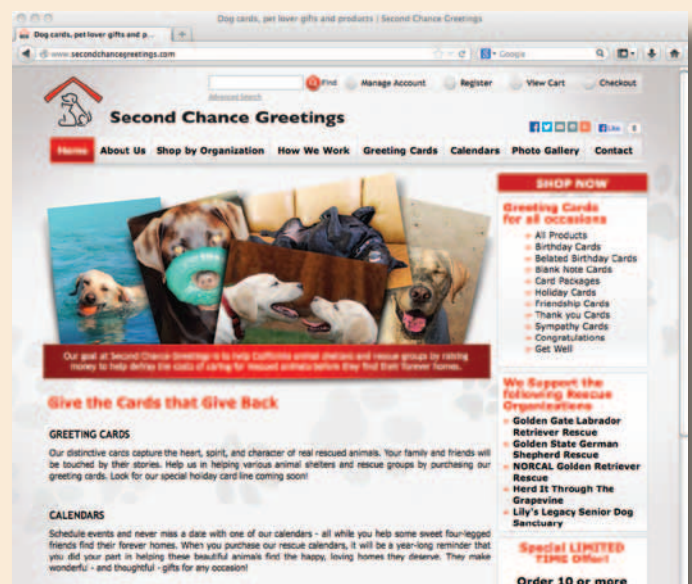 Dog cards, pet lover gifts and products | Second Chance Greetings
Dog cards, pet lover gifts and p...
www.secondchancegreetings.com
Google
Find
Manage Account
Register
View Cart
Checkout
Advanced Search
Second Chance Greetings
Like
Home
About Us
Shop by Organization
How We Work
Greeting Cards
Calendars
Photo Gallery
Contact
Our goal at Second Chance Greetings is to help California animal shelters and rescue groups by raising
money to help defray the costs of caring for rescued animals before they find their forever homes.
Give the Cards that Give Back
GREETING CARDS
Our distinctive cards capture the heart, spirit, and character of real rescued animals. Your family and friends will
be touched by their stories. Help us in helping various animal shelters and rescue groups by purchasing our
greeting cards. Look for our special holiday card line coming soon!
CALENDARS
Schedule events and never miss a date with one of our calendars - all while you help some sweet four-legged
friends find their forever homes. When you purchase our rescue calendars, it will be a year-long reminder that
you did your part in helping these beautiful animals find the happy, loving homes they deserve. They make
wonderful - and thoughtful - gifts for any occasion!
SHOP NOW
Greeting Cards
for all occasions
All Products
Birthday Cards
Belated Birthday Cards
Blank Note Cards
Card Packages
Holiday Cards
Friendship Cards
Thank you Cards
Sympathy Cards
Congratulations
Get Well
We Support the
following Rescue
Organizations
Golden Gate Labrador
Retriever Rescue
Golden State German
Shepherd Rescue
NORCAL Golden Retriever
Rescue
Herd It Through The
Grapevine
Lily's Legacy Senior Dog
Sanctuary
Special LIMITED
TIME Offer!
Order 10 or more